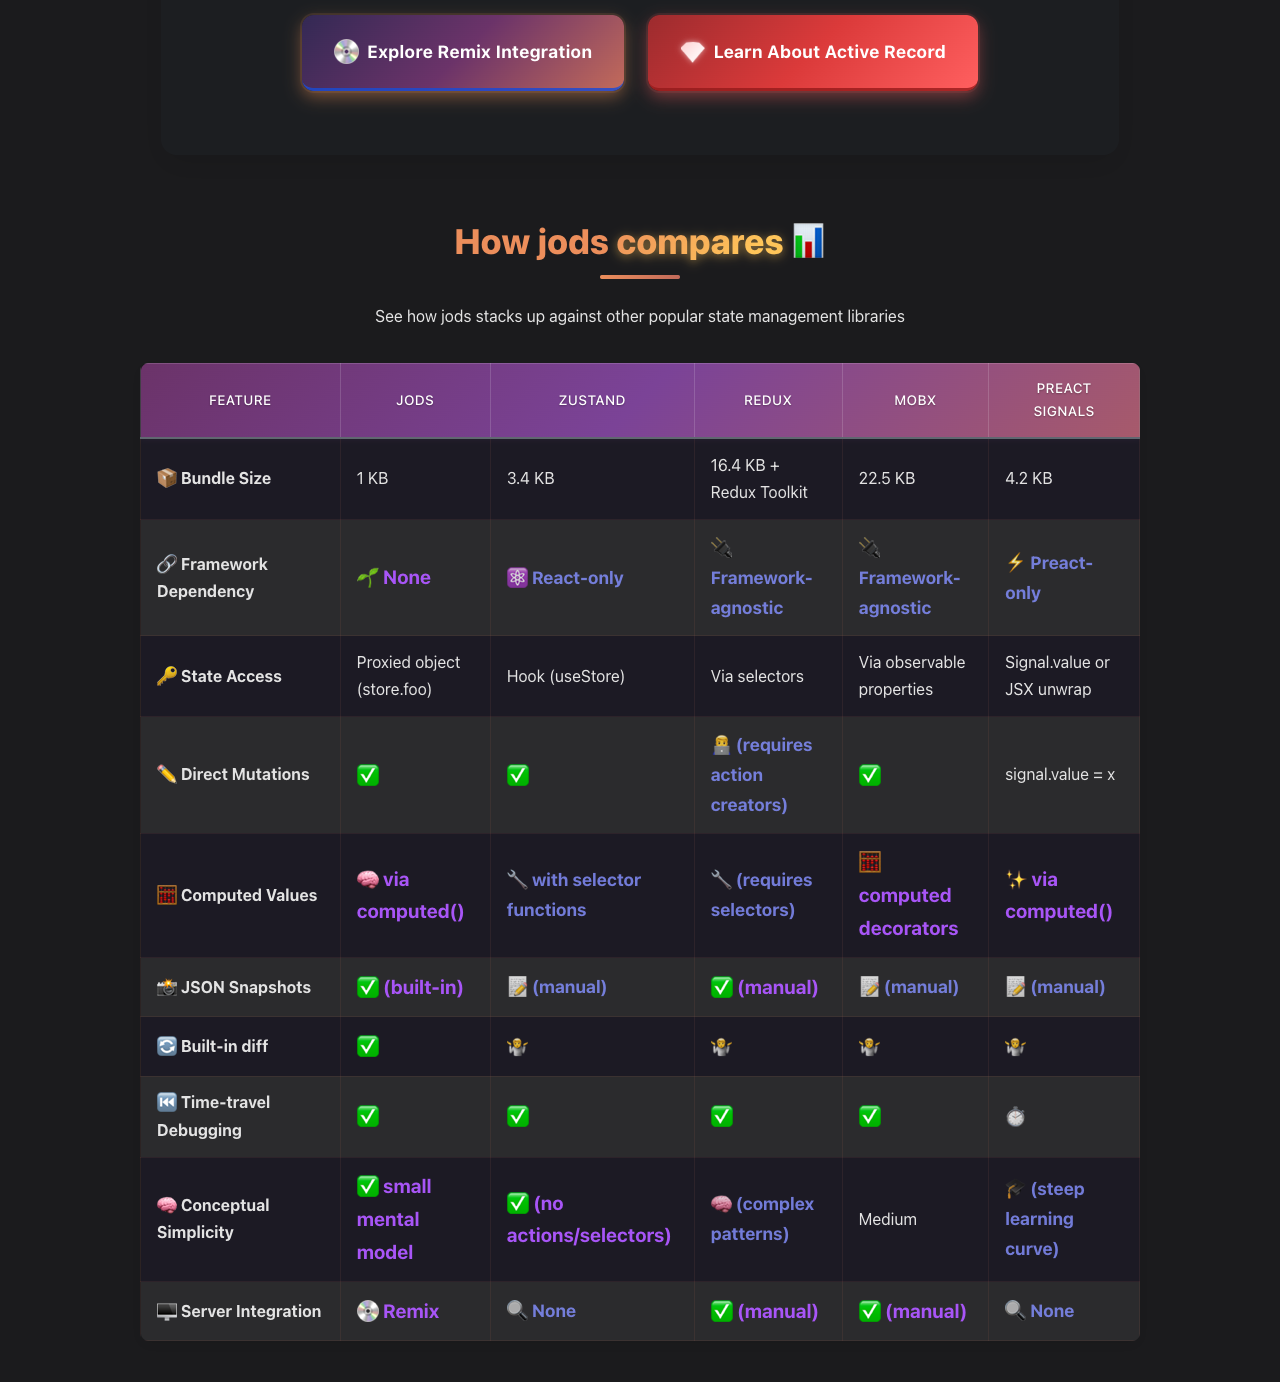 Explore Remix Integration
Learn About Active Record
How jods compares 📊
See how jods stacks up against other popular state management libraries
FEATURE JODS ZUSTAND REDUX MOBX PREACT SIGNALS
📦 Bundle Size 1 KB 3.4 KB 16.4 KB + Redux Toolkit 22.5 KB 4.2 KB
🔗 Framework Dependency 🌱 None ⚛️ React-only 🔌 Framework-agnostic 🔌 Framework-agnostic ⚡ Preact-only
🔑 State Access Proxied object (store.foo) Hook (useStore) Via selectors Via observable properties Signal.value or JSX unwrap
✏️ Direct Mutations ✅ ✅ 👨‍💻 (requires action creators) ✅ signal.value = x
🧮 Computed Values 🧠 via computed() 🔧 with selector functions 🔧 (requires selectors) 🧮 computed decorators ✨ via computed()
📸 JSON Snapshots ✅ (built-in) 📝 (manual) ✅ (manual) 📝 (manual) 📝 (manual)
🔄 Built-in diff ✅ 🤷 🤷 🤷 🤷
⏮️ Time-travel Debugging ✅ ✅ ✅ ✅ ⏱️
🧠 Conceptual Simplicity ✅ small mental model ✅ (no actions/selectors) 🧠 (complex patterns) Medium 🎓 (steep learning curve)
🖥️ Server Integration 💿 Remix 🔍 None ✅ (manual) ✅ (manual) 🔍 None